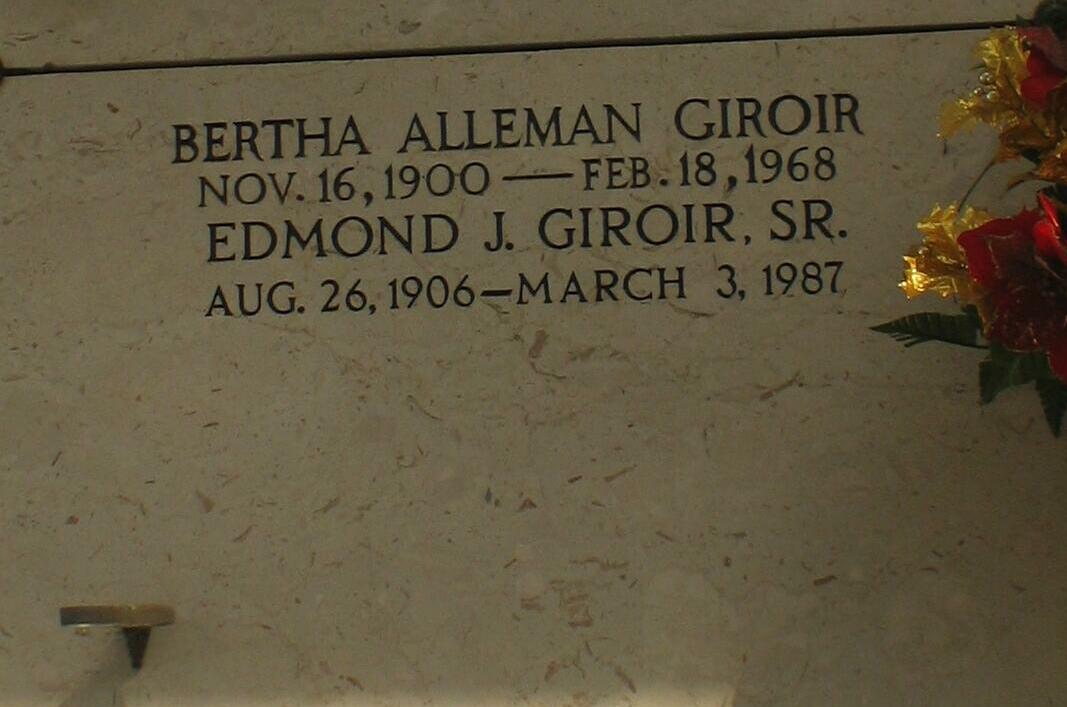 BERTHA ALLEMAN GIROIR
NOV. 16, 1900 — FEB. 18, 1968
EDMOND J. GIROIR, SR.
AUG. 26, 1906 – MARCH 3, 1987